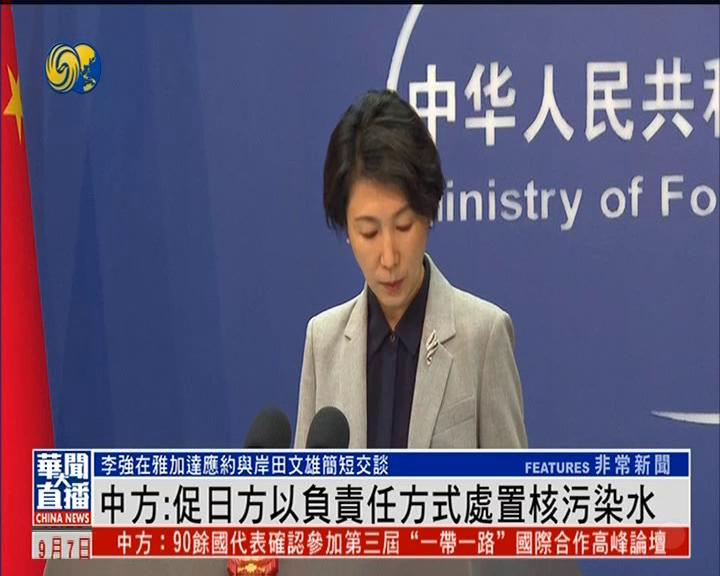 中华人民共和
Ministry of Fo
華聞大直播
CHINA NEWS
李強在雅加達應約與岸田文雄簡短交談
FEATURES 非常新聞
中方:促日方以負責任方式處置核污染水
9月7日
中方：90餘國代表確認參加第三屆“一帶一路”國際合作高峰論壇